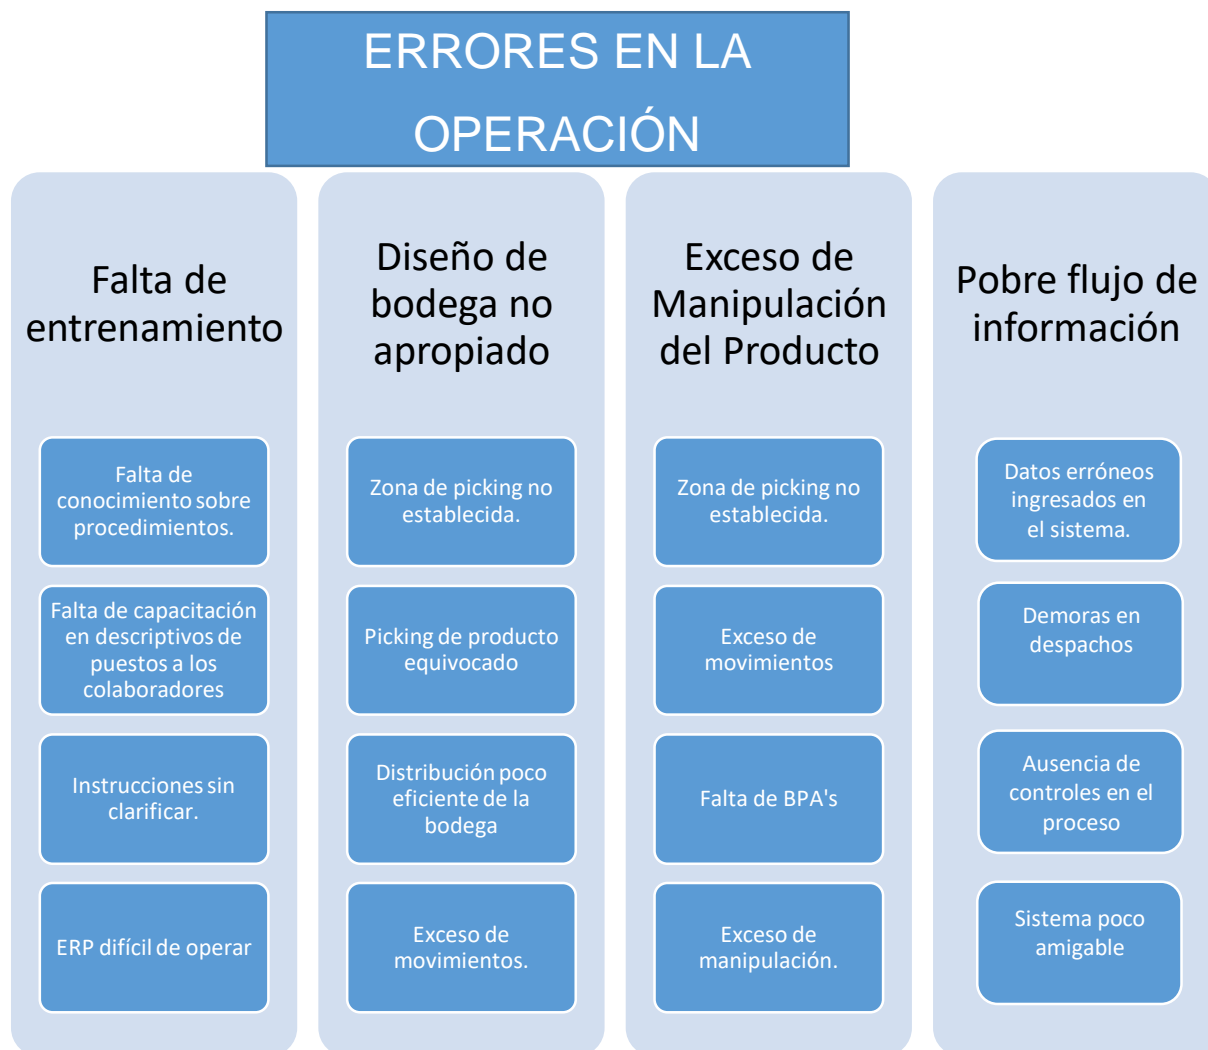 ERRORES EN LA
OPERACIÓN
Falta de
entrenamiento
Falta de
conocimiento sobre
procedimientos.
Falta de capacitación
en descriptivos de
puestos a los
colaboradores
Instrucciones sin
clarificar.
ERP difícil de operar
Diseño de
bodega no
apropiado
Zona de picking no
establecida.
Picking de producto
equivocado
Distribución poco
eficiente de la
bodega
Exceso de
movimientos.
Exceso de
Manipulación
del Producto
Zona de picking no
establecida.
Exceso de
movimientos
Falta de BPA's
Exceso de
manipulación.
Pobre flujo de
información
Datos erróneos
ingresados en
el sistema.
Demoras en
despachos
Ausencia de
controles en el
proceso
Sistema poco
amigable